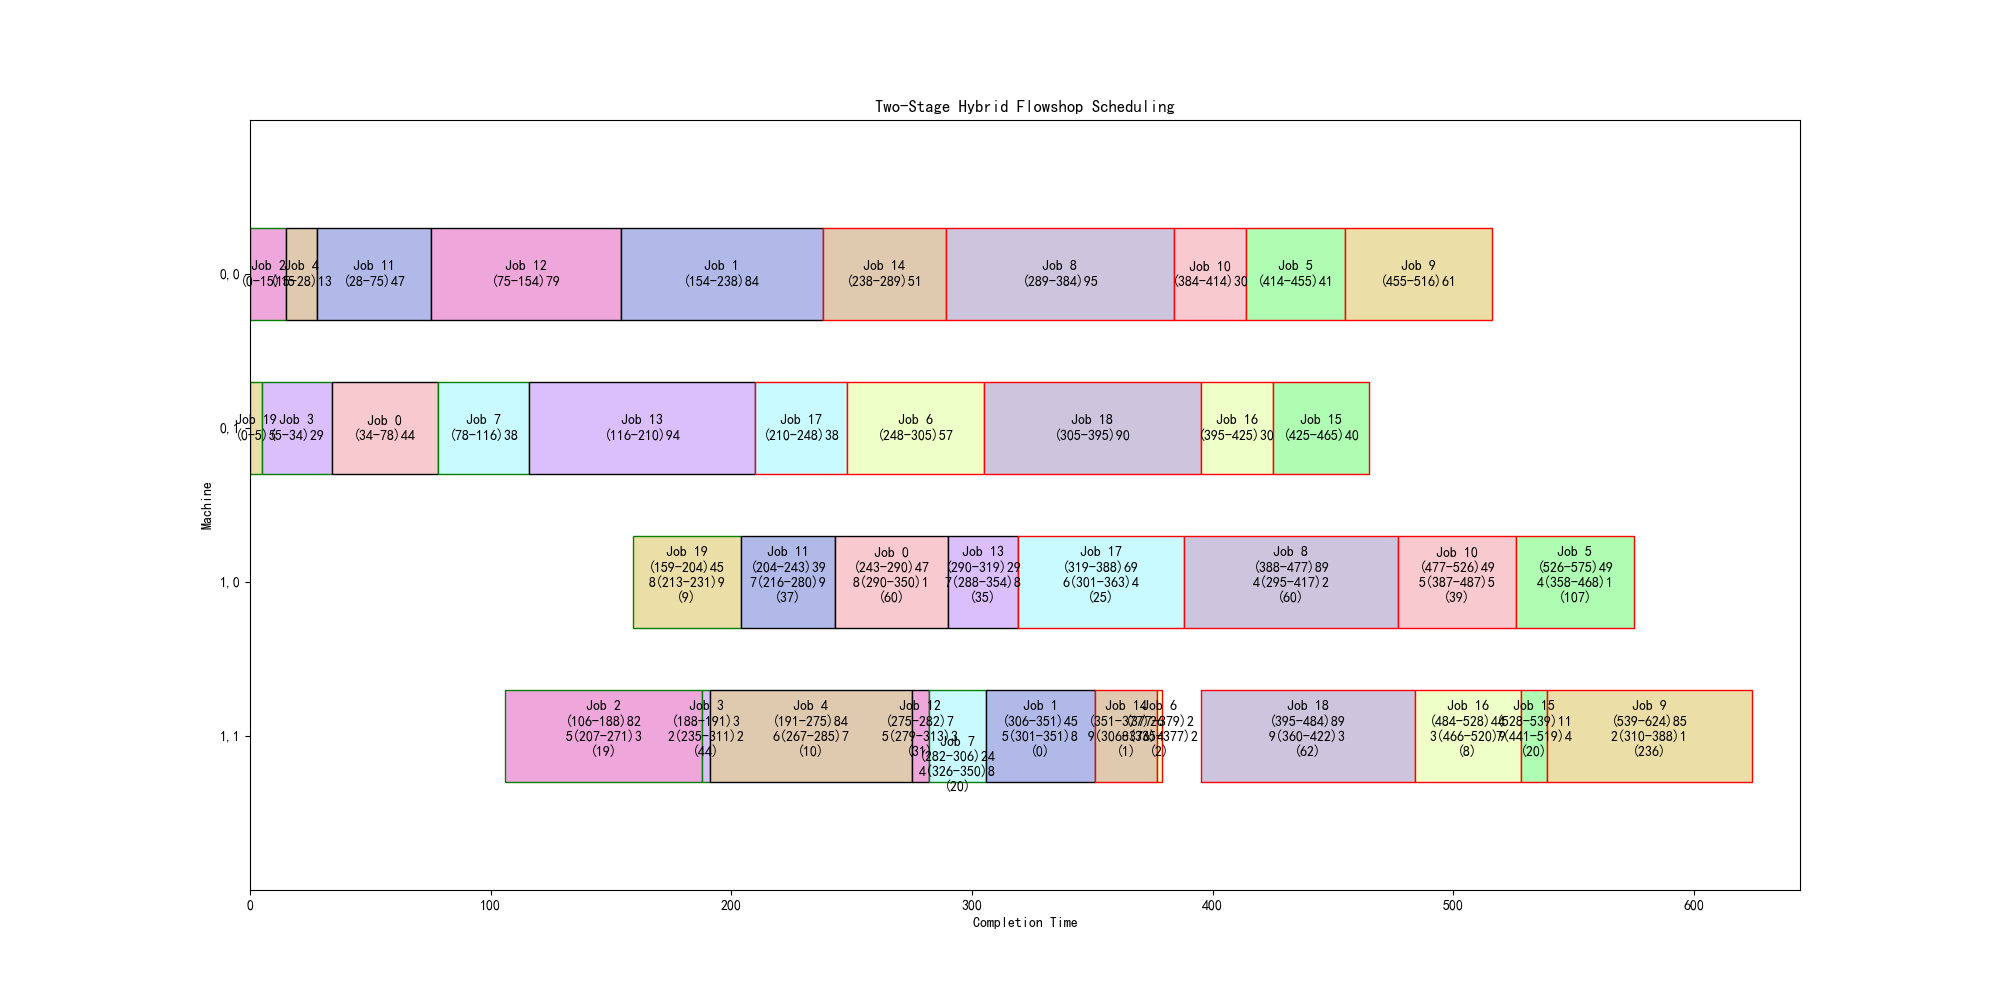 Two-Stage Hybrid Flowshop Scheduling
Machine
0,0
Job 2
(0-15)15
Job 4
(15-28)13
Job 11
(28-75)47
Job 12
(75-154)79
Job 1
(154-238)84
Job 14
(238-289)51
Job 8
(289-384)95
Job 10
(384-414)30
Job 5
(414-455)41
Job 9
(455-516)61
0,1
Job 19
(0-5)5
Job 3
(5-34)29
Job 0
(34-78)44
Job 7
(78-116)38
Job 13
(116-210)94
Job 17
(210-248)38
Job 6
(248-305)57
Job 18
(305-395)90
Job 16
(395-425)30
Job 15
(425-465)40
1,0
Job 19
(159-204)45
8(213-231)9
(9)
Job 11
(204-243)39
7(216-280)9
(37)
Job 0
(243-290)47
8(290-350)1
(60)
Job 13
(290-319)29
7(288-354)8
(35)
Job 17
(319-388)69
6(301-363)4
(25)
Job 8
(388-477)89
4(295-417)2
(60)
Job 10
(477-526)49
5(387-487)5
(39)
Job 5
(526-575)49
4(358-468)1
(107)
1,1
Job 2
(106-188)82
5(207-271)3
(19)
Job 3
(188-191)3
2(235-311)2
(44)
Job 4
(191-275)84
6(267-285)7
(10)
Job 12
(275-282)7
5(279-313)3
(31)
Job 7
(282-306)24
4(326-350)8
(20)
Job 1
(306-351)45
5(301-351)8
(0)
Job 14
(351-377)26
(1)
Job 6
(377-379)2
(2)
Job 18
(395-484)89
9(360-422)3
(62)
Job 16
(484-528)44
3(466-520)9
(8)
Job 15
(528-539)11
(441-519)4
(20)
Job 9
(539-624)85
2(310-388)1
(236)
0
100
200
300
400
500
600
Completion Time